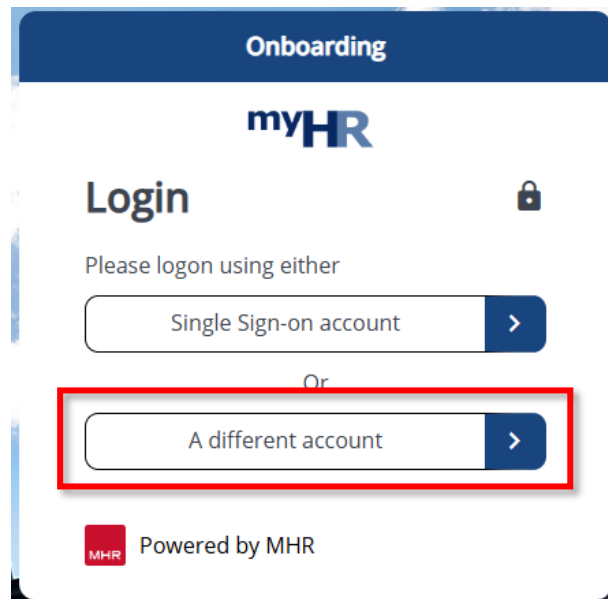 Onboarding
myHR
Login
Please logon using either
Single Sign-on account
Or
A different account
MHR
Powered by MHR